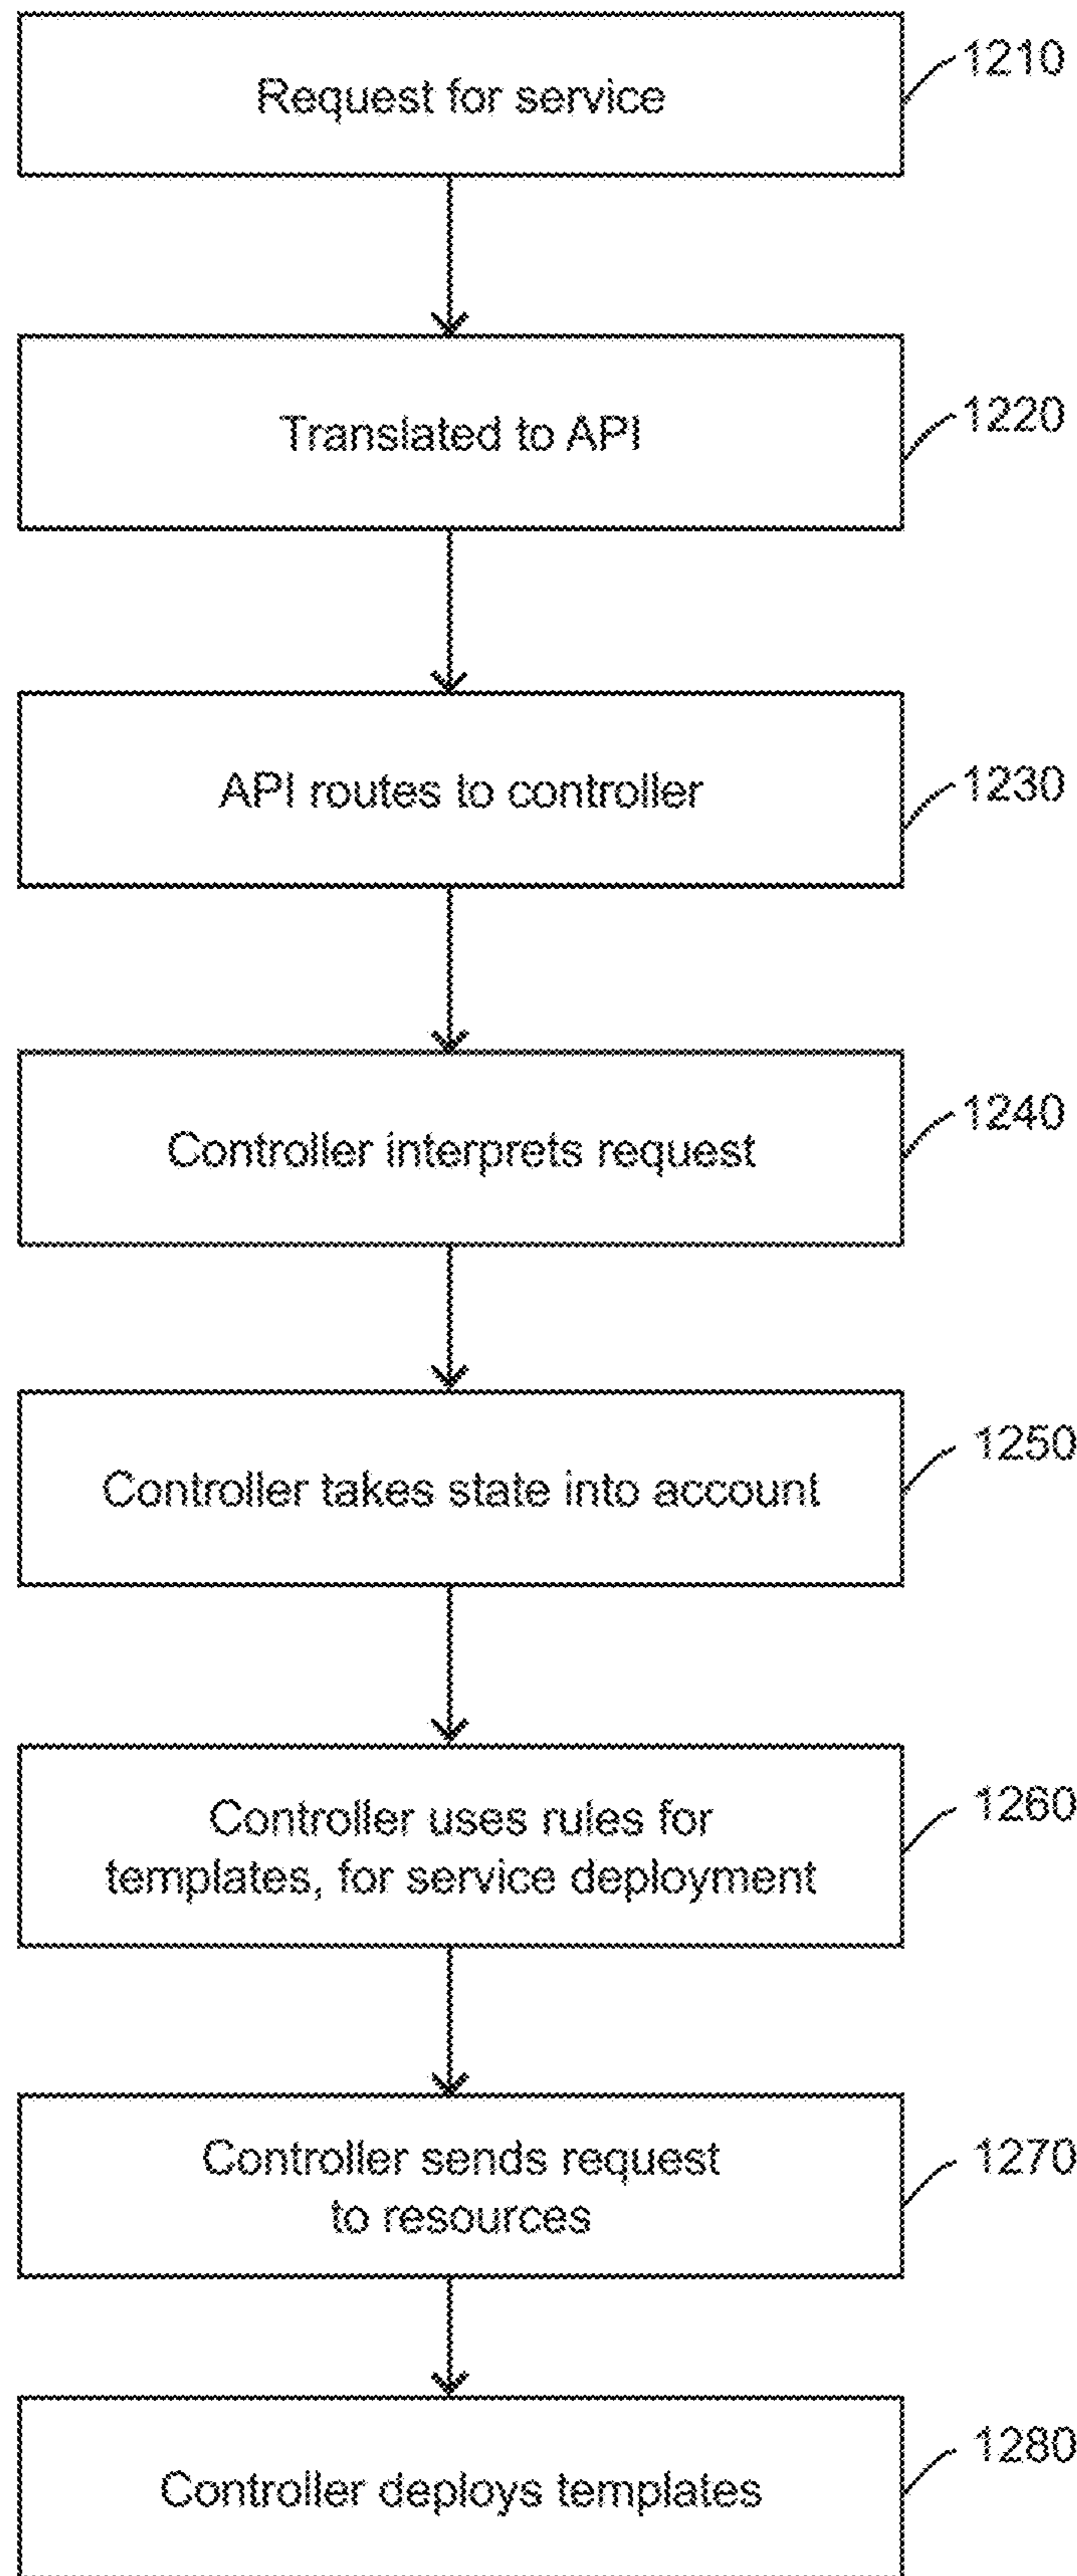 Request for service
1210
Translated to API
1220
API routes to controller
1230
Controller interprets request
1240
Controller takes state into account
1250
Controller uses rules for
templates, for service deployment
1260
Controller sends request
to resources
1270
Controller deploys templates
1280